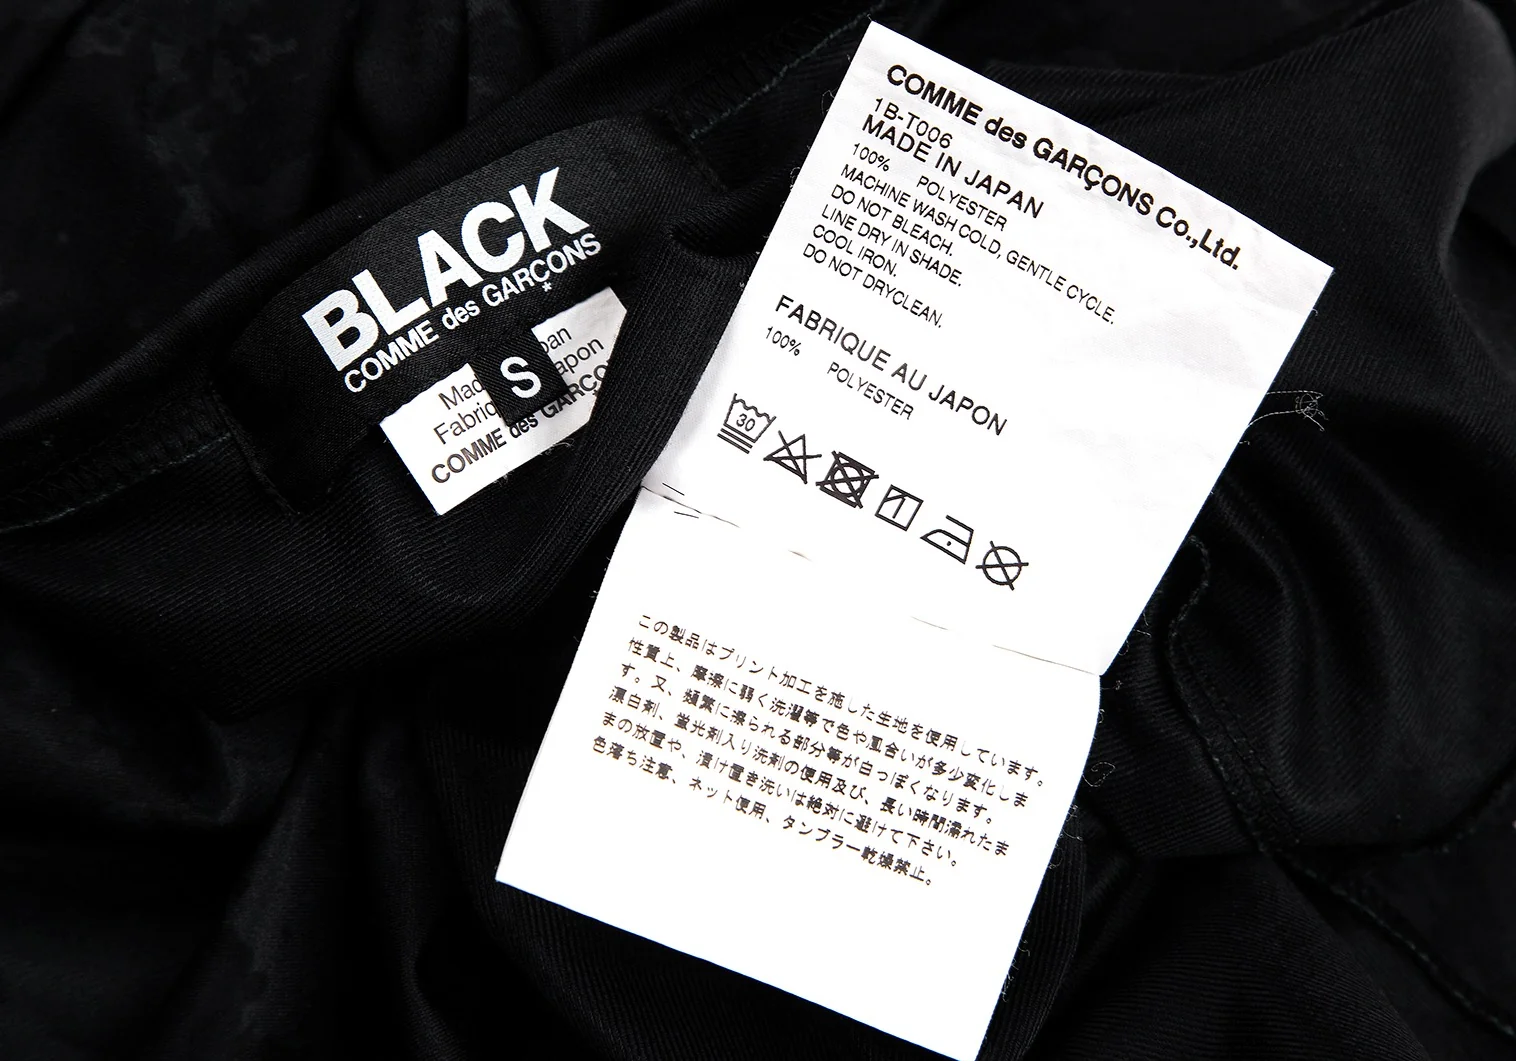 BLACK
COMME des GARÇONS
*
S
pan
apon
COMME des GARÇO
COMME des GARÇONS Co.,Ltd.
1B-T006
MADE IN JAPAN
100% POLYESTER
MACHINE WASH COLD, GENTLE CYCLE.
DO NOT BLEACH.
LINE DRY IN SHADE.
COOL IRON.
DO NOT DRYCLEAN.
FABRIQUE AU JAPON
100% POLYESTER
30
この製品はプリント加工を施した生地を使用しています。
性質上、摩擦に弱く洗濯等で色や風合いが多少変化しま
す。又、頻繁に擦られる部分等が白っぽくなります。
漂白剤、蛍光剤入り洗剤の使用及び、長い時間濡れたま
まの放置や、漬け置き洗いは絶対に避けて下さい。
色落ち注意、ネット使用、タンブラー乾燥禁止。